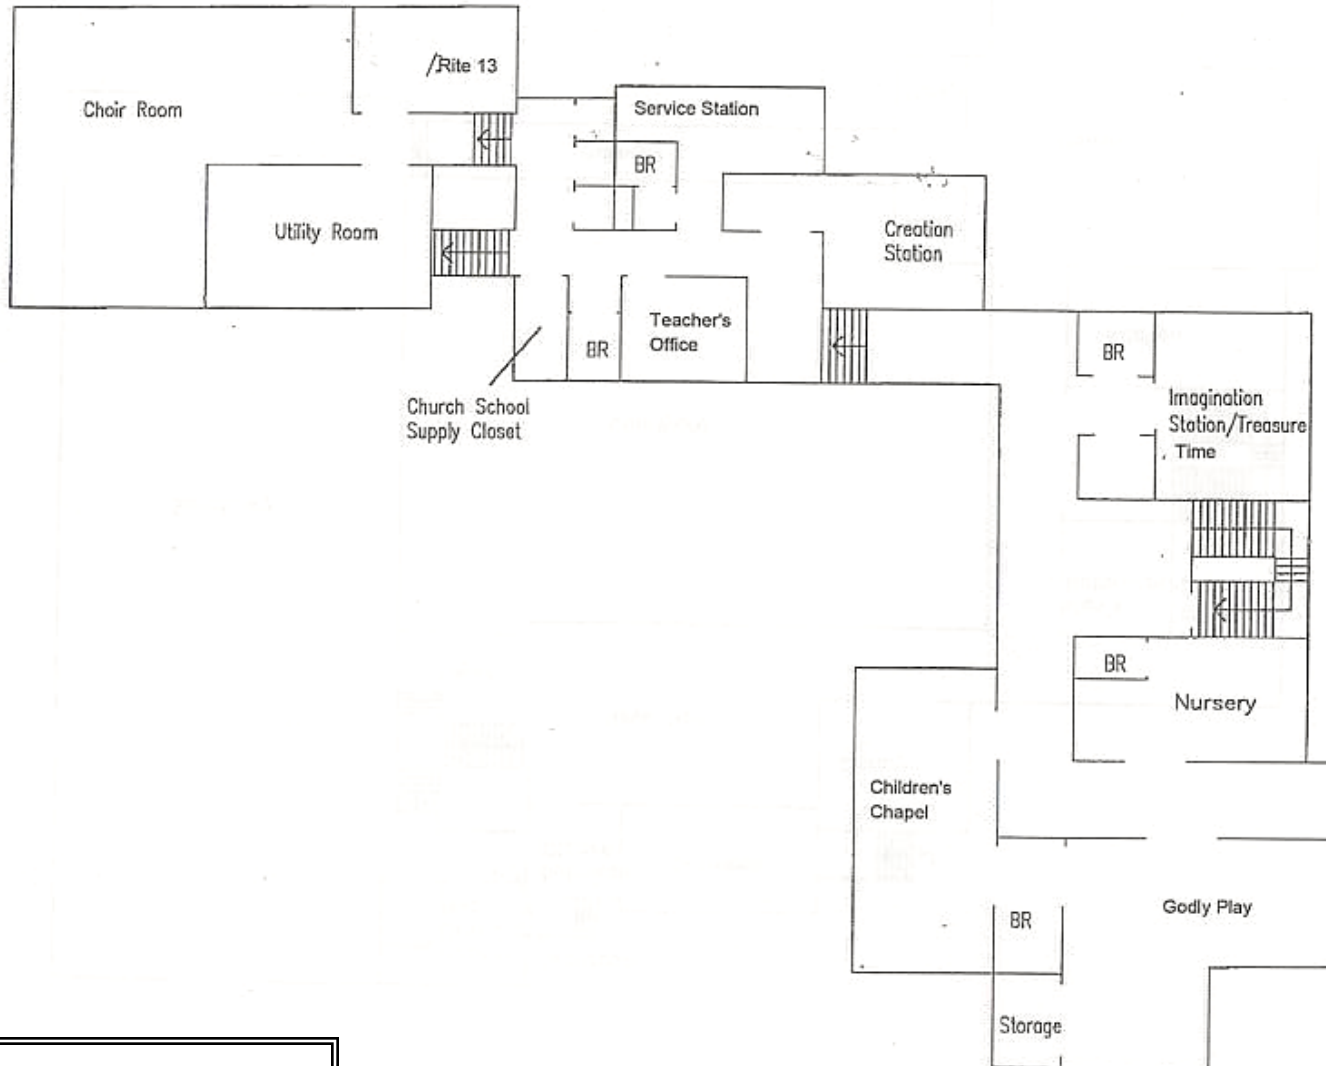 /Rite 13
Choir Room
Service Station
BR
Utility Room
Creation
Station
Teacher's
Office
BR
Church School
Supply Closet
BR
Imagination
Station/Treasure
Time
BR
Nursery
Children's
Chapel
BR
Godly Play
Storage